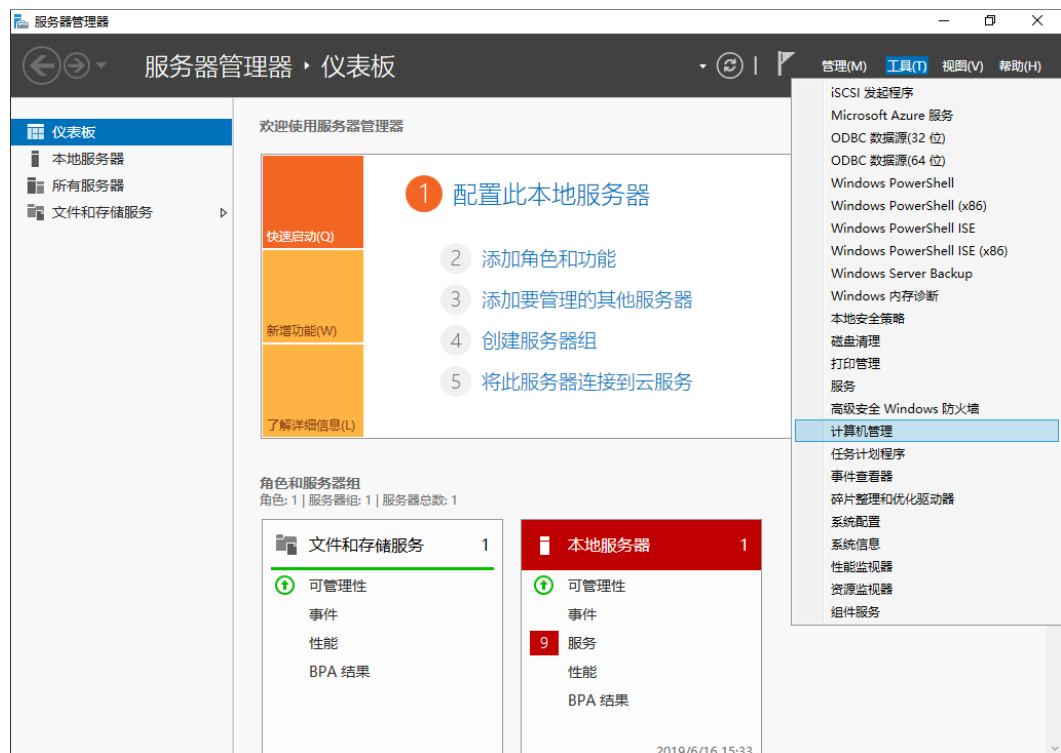 服务器管理器
服务器管理器 ‣ 仪表板
管理(M) 工具(T) 视图(V) 帮助(H)
仪表板
本地服务器
所有服务器
文件和存储服务
欢迎使用服务器管理器
快速启动(Q)
新增功能(W)
了解详细信息(L)
1 配置此本地服务器
2 添加角色和功能
3 添加要管理的其他服务器
4 创建服务器组
5 将此服务器连接到云服务
角色和服务器组
角色: 1 | 服务器组: 1 | 服务器总数: 1
文件和存储服务 1
可管理性
事件
性能
BPA 结果
本地服务器 1
可管理性
事件
9 服务
性能
BPA 结果
2019/6/16 15:33
iSCSI 发起程序
Microsoft Azure 服务
ODBC 数据源(32 位)
ODBC 数据源(64 位)
Windows PowerShell
Windows PowerShell (x86)
Windows PowerShell ISE
Windows PowerShell ISE (x86)
Windows Server Backup
Windows 内存诊断
本地安全策略
磁盘清理
打印管理
服务
高级安全 Windows 防火墙
计算机管理
任务计划程序
事件查看器
碎片整理和优化驱动器
系统配置
系统信息
性能监视器
资源监视器
组件服务